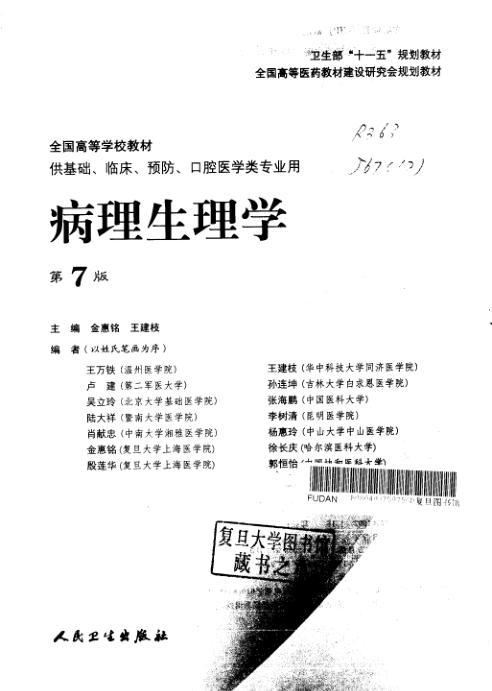 卫生部“十一五”规划教材
全国高等医药教材建设研究会规划教材
R363
J67(12)
全国高等学校教材
供基础、临床、预防、口腔医学类专业用
病理生理学
第7版
主 编 金惠铭 王建枝
编 者(以姓氏笔画为序)
王万铁(温州医学院)
卢 建(第二军医大学)
吴立玲(北京大学基础医学院)
陆大祥(暨南大学医学院)
肖献忠(中南大学湘雅医学院)
金惠铭(复旦大学上海医学院)
殷莲华(复旦大学上海医学院)
王建枝(华中科技大学同济医学院)
孙连坤(吉林大学白求恩医学院)
张海鹏(中国医科大学)
李树清(昆明医学院)
杨惠玲(中山大学中山医学院)
徐长庆(哈尔滨医科大学)
郭恒怡(中国协和医科大学)
FUDAN
复旦图书馆
复旦大学图书馆
藏书之
人民卫生出版社